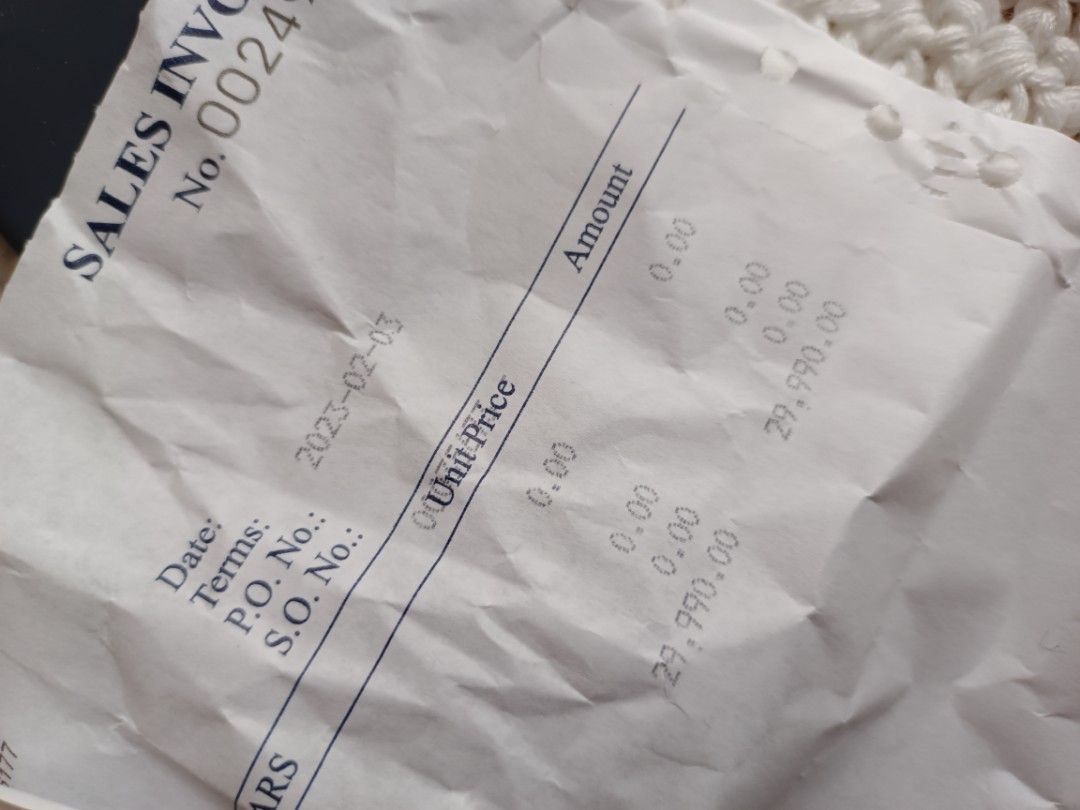 SALES INVO
No. 0024
2023-02-03
Date:
Terms:
P.O. No.:
S.O. No.:
ARS Unit Price Amount
0.00 0.00
0.00 0.00
0.00 0.00
29,990.00 29,990.00